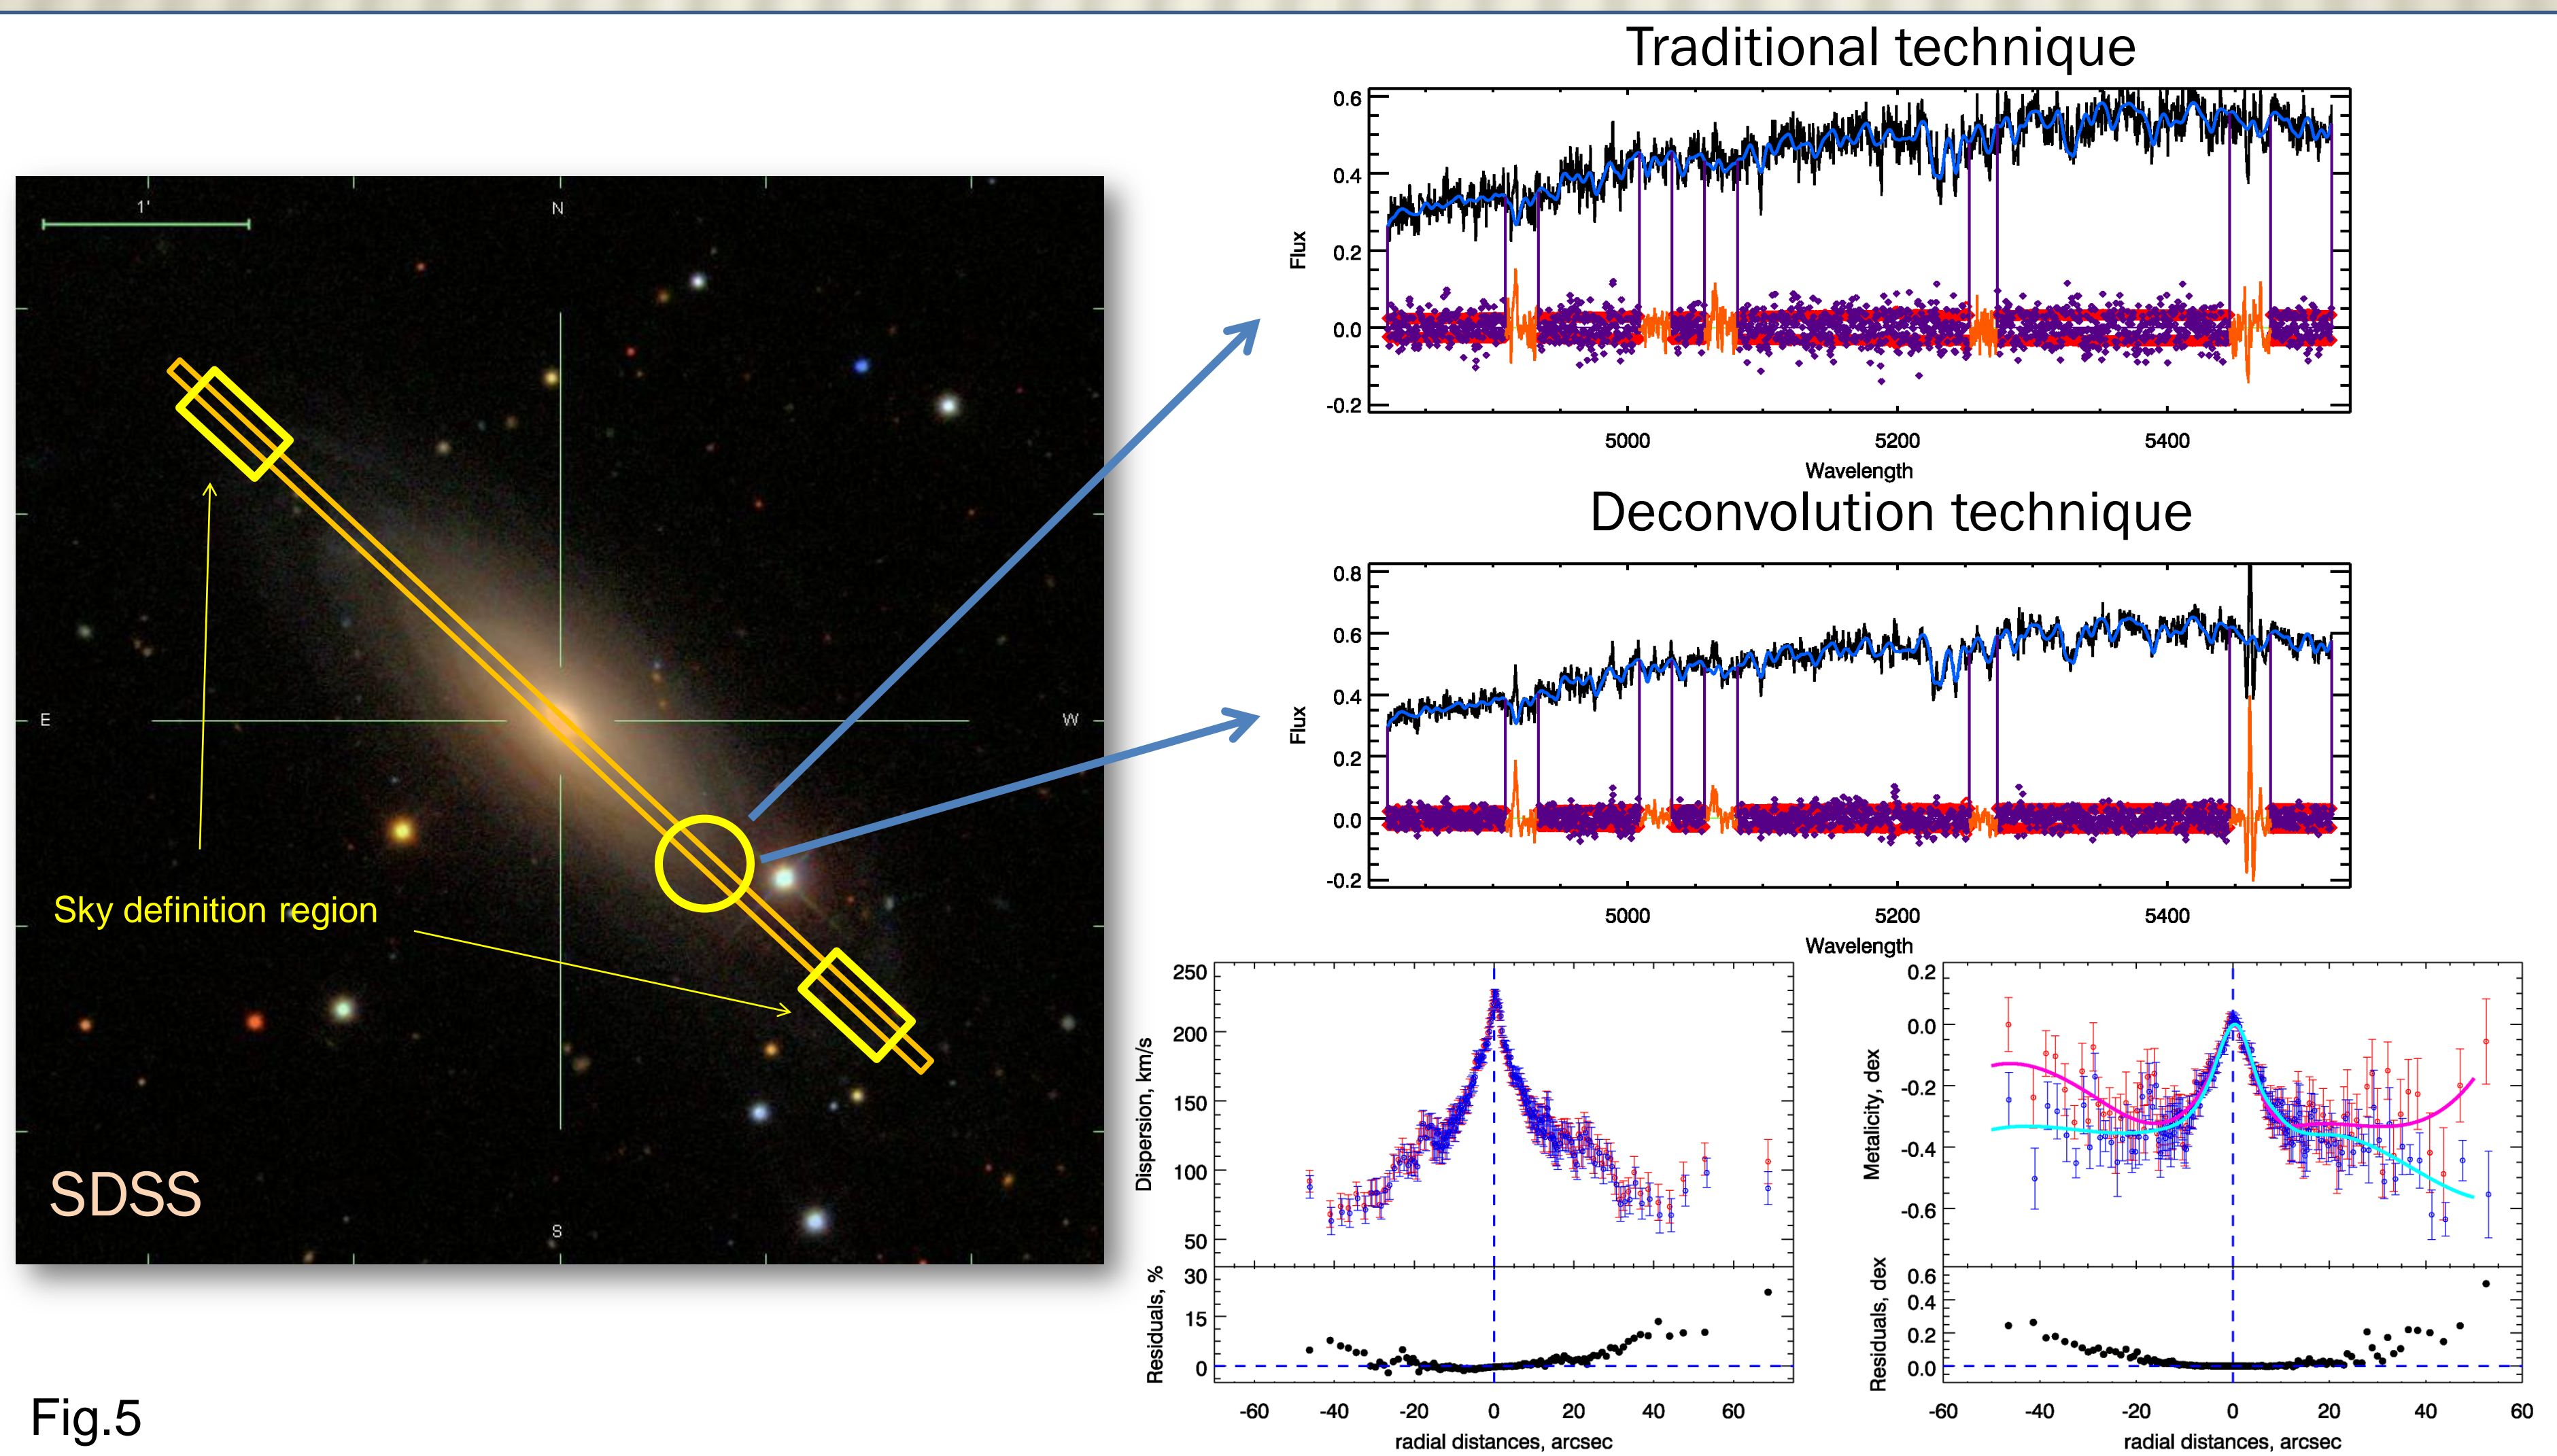 Traditional technique
0.6
0.4
0.2
0.0
-0.2
Flux
5000 5200 5400
Wavelength
Deconvolution technique
0.8
0.6
0.4
0.2
0.0
-0.2
Flux
5000 5200 5400
Wavelength
1'
N
E
W
S
Sky definition region
SDSS
250
200
150
100
50
Dispersion, km/s
30
15
0
Residuals, %
-60 -40 -20 0 20 40 60
radial distances, arcsec
0.2
0.0
-0.2
-0.4
-0.6
Metalicity, dex
0.6
0.4
0.2
0.0
Residuals, dex
-60 -40 -20 0 20 40 60
radial distances, arcsec
Fig.5